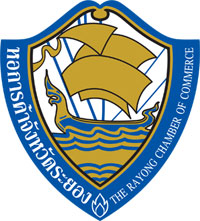 หอการค้าจังหวัดระยอง
THE RAYONG CHAMBER OF COMMERCE